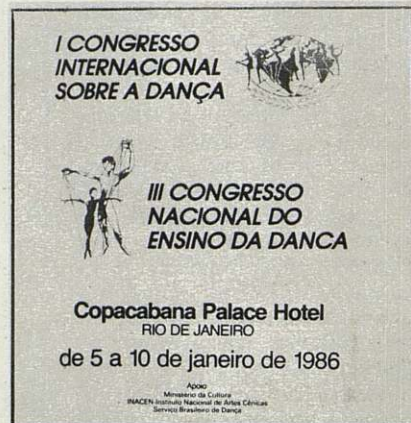 I CONGRESSO
INTERNACIONAL
SOBRE A DANÇA
III CONGRESSO
NACIONAL DO
ENSINO DA DANCA
Copacabana Palace Hotel
RIO DE JANEIRO
de 5 a 10 de janeiro de 1986
Apoio
Ministério da Cultura
INACEN-Instituto Nacional de Artes Cênicas
Serviço Brasileiro de Dança